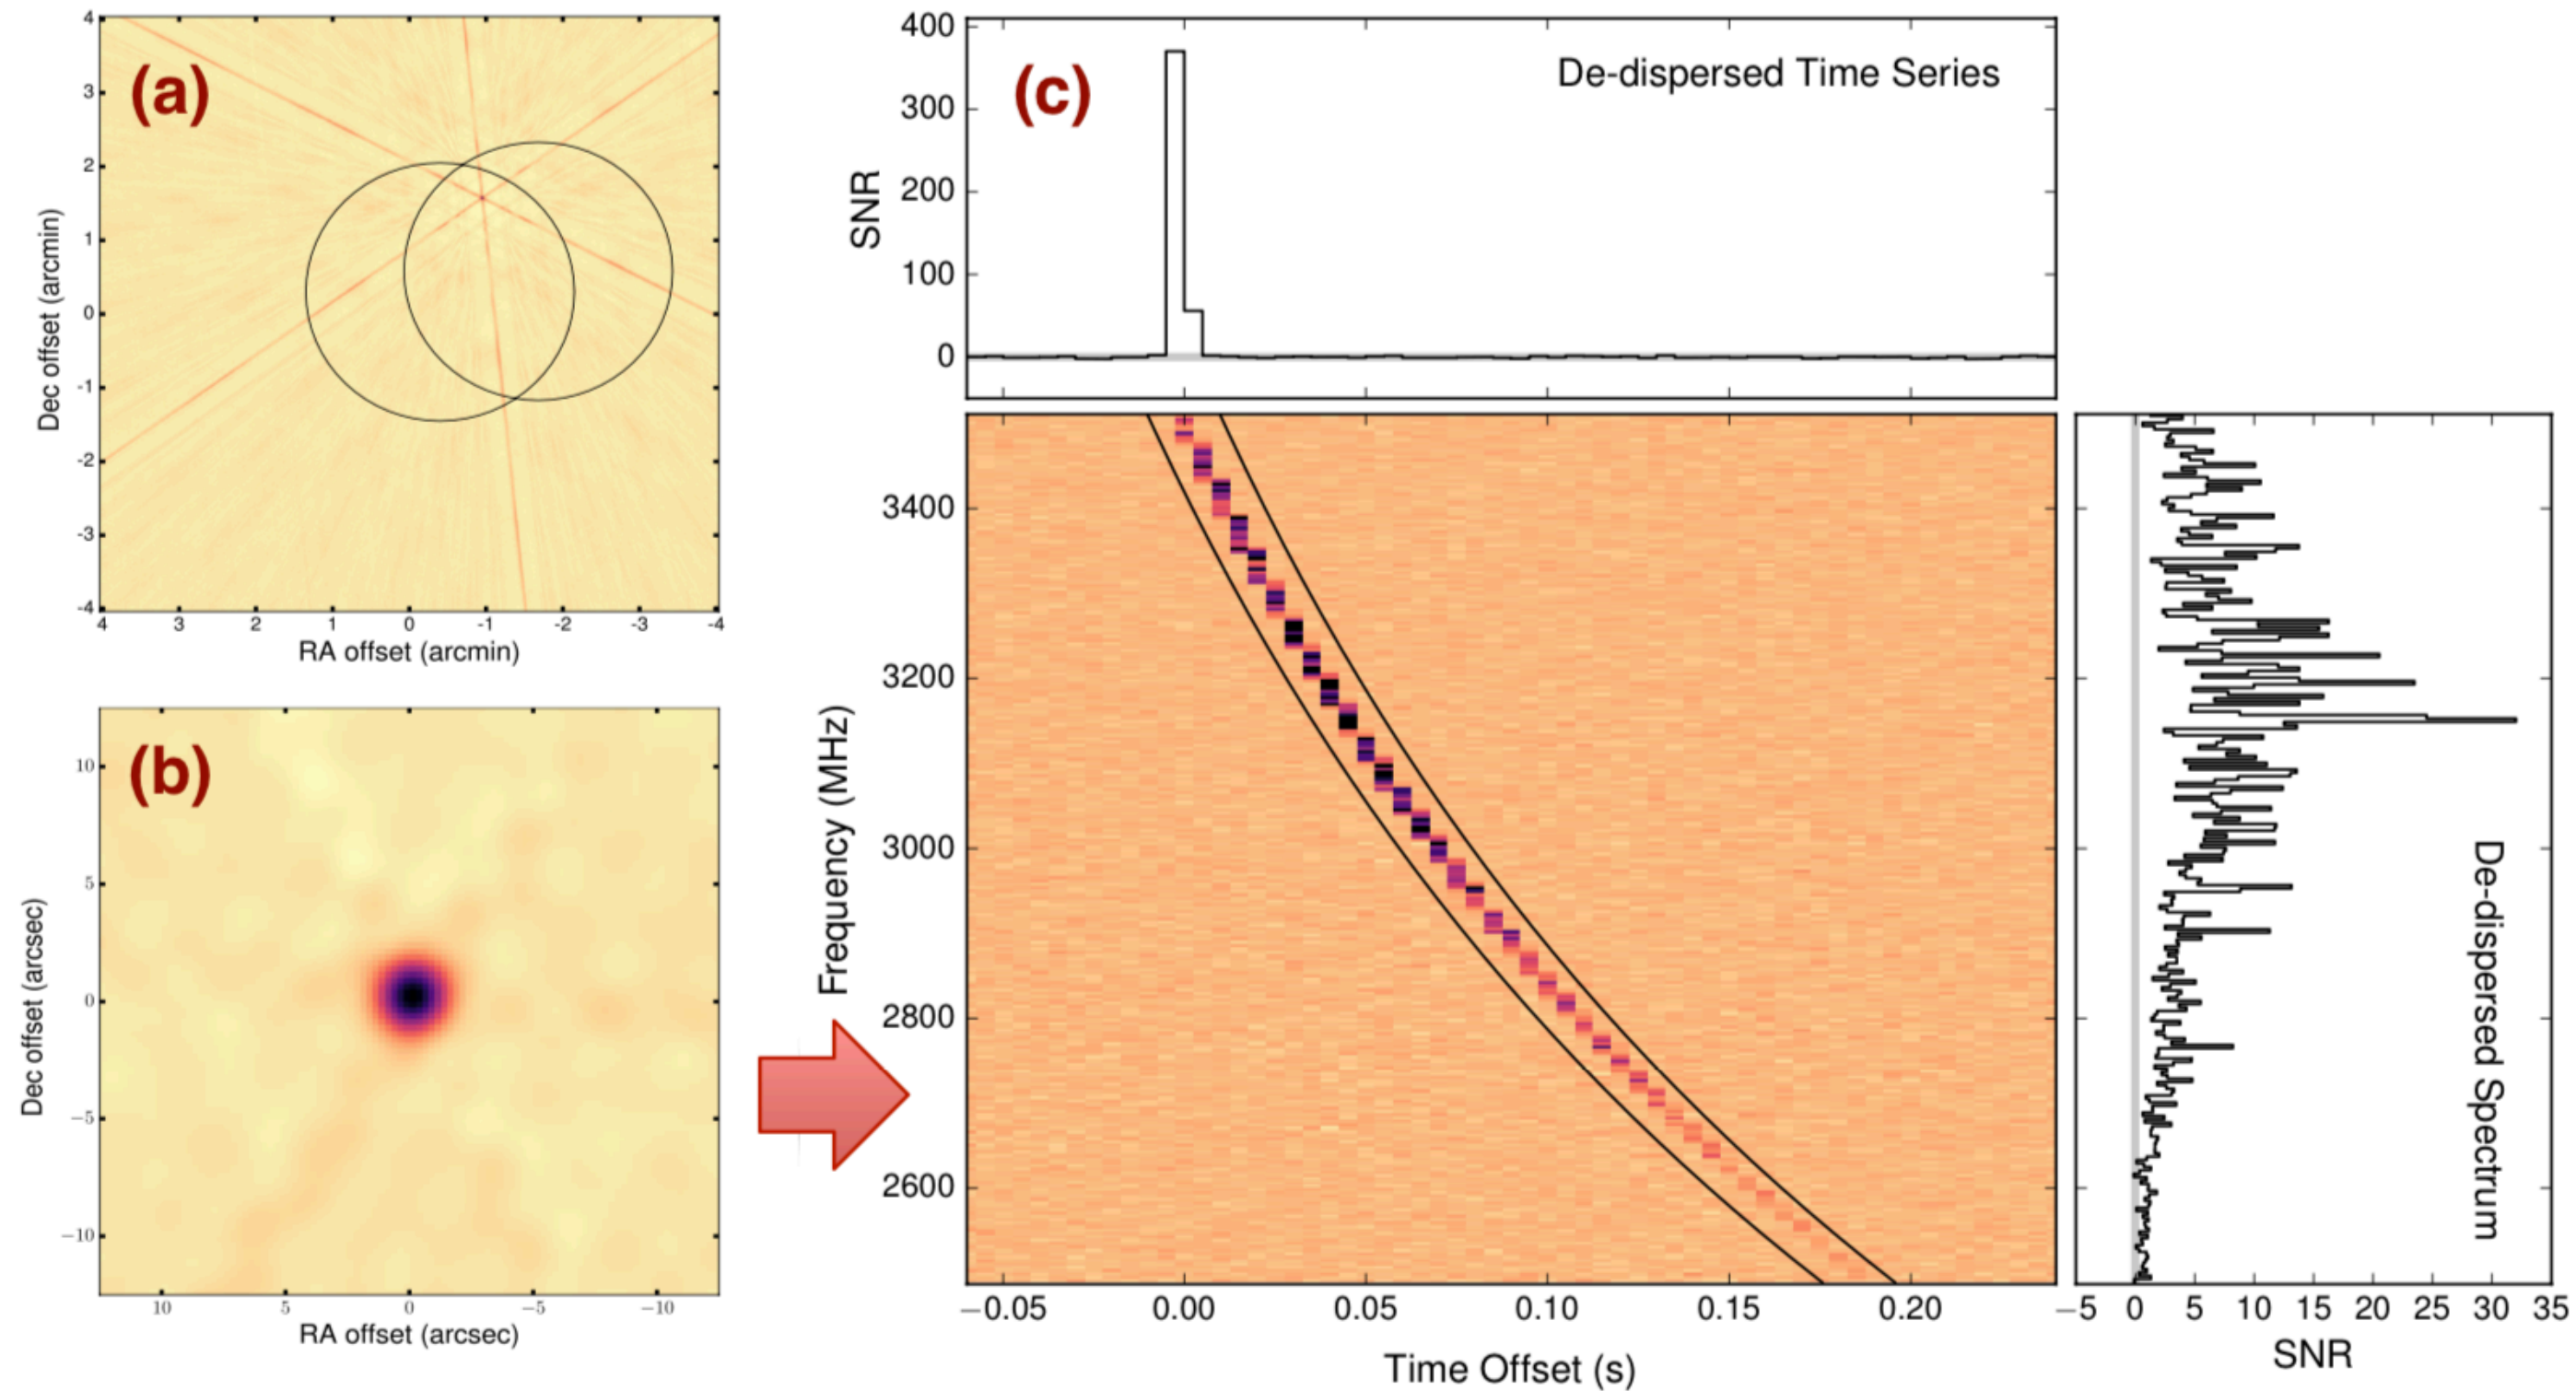 (a)
4
3
2
1
0
-1
-2
-3
-4
Dec offset (arcmin)
4 3 2 1 0 -1 -2 -3 -4
RA offset (arcmin)
(b)
10
5
0
−5
−10
Dec offset (arcsec)
10 5 0 −5 −10
RA offset (arcsec)
(c)
De-dispersed Time Series
400
300
200
100
0
SNR
3400
3200
3000
2800
2600
Frequency (MHz)
−0.05 0.00 0.05 0.10 0.15 0.20
Time Offset (s)
De-dispersed Spectrum
−5 0 5 10 15 20 25 30 35
SNR